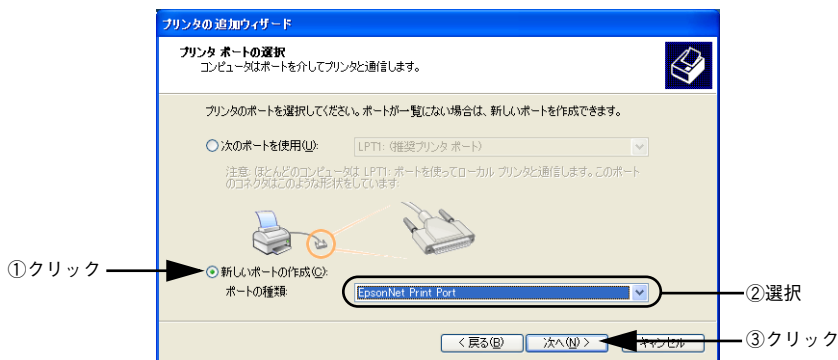 プリンタの追加ウィザード
プリンタ ポートの選択
コンピュータはポートを介してプリンタと通信します。
プリンタのポートを選択してください。ポートが一覧にない場合は、新しいポートを作成できます。
次のポートを使用(U): LPT1: (推奨プリンタ ポート)
注意: ほとんどのコンピュータは LPT1: ポートを使ってローカル プリンタと通信します。このポート
のコネクタはこのような形状をしています:
①クリック
新しいポートの作成(C):
ポートの種類: EpsonNet Print Port
②選択
< 戻る(B) 次へ(N) > キャンセル
③クリック